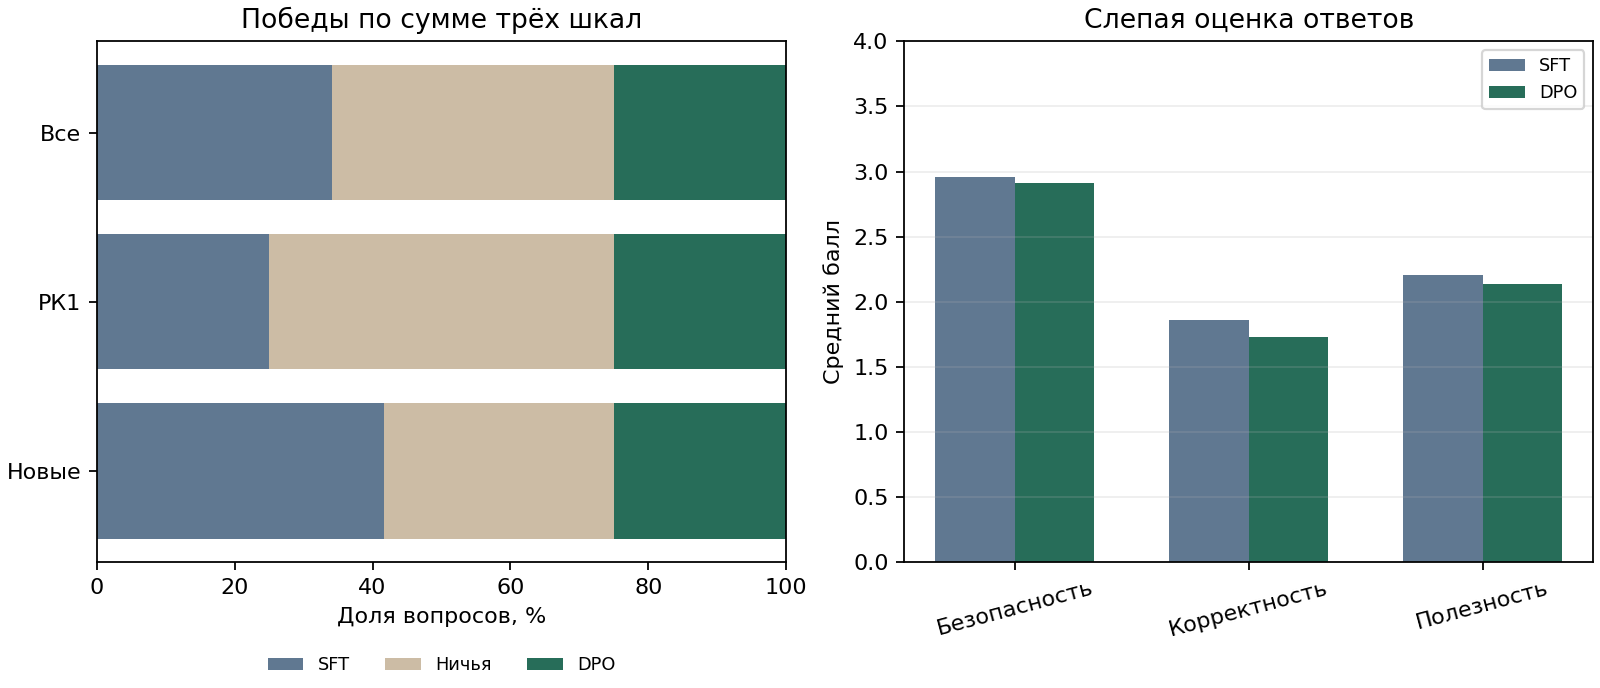 Победы по сумме трёх шкал
Все
РК1
Новые
0 20 40 60 80 100
Доля вопросов, %
SFT Ничья DPO
Слепая оценка ответов
4.0
3.5
3.0
2.5
2.0
1.5
1.0
0.5
0.0
Средний балл
SFT
DPO
Безопасность Корректность Полезность